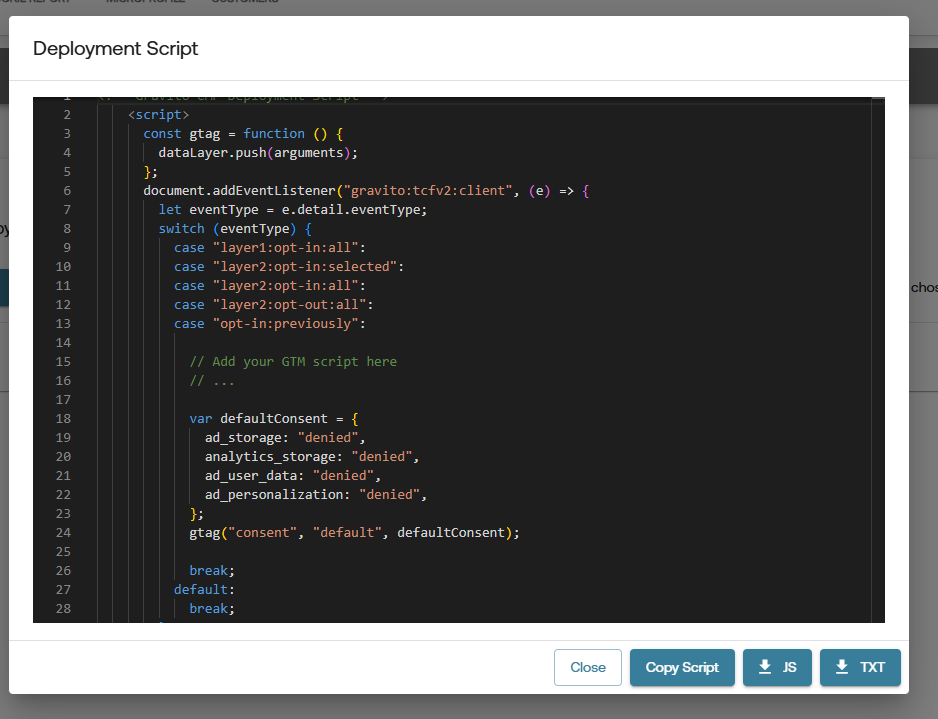 Deployment Script
1 <!-- Gravito CMP Deployment Script -->
2 <script>
3 const gtag = function () {
4 dataLayer.push(arguments);
5 };
6 document.addEventListener("gravito:tcfv2:client", (e) => {
7 let eventType = e.detail.eventType;
8 switch (eventType) {
9 case "layer1:opt-in:all":
10 case "layer2:opt-in:selected":
11 case "layer2:opt-in:all":
12 case "layer2:opt-out:all":
13 case "opt-in:previously":
14
15 // Add your GTM script here
16 // ...
17
18 var defaultConsent = {
19 ad_storage: "denied",
20 analytics_storage: "denied",
21 ad_user_data: "denied",
22 ad_personalization: "denied",
23 };
24 gtag("consent", "default", defaultConsent);
25
26 break;
27 default:
28 break;
chos
Close Copy Script JS TXT